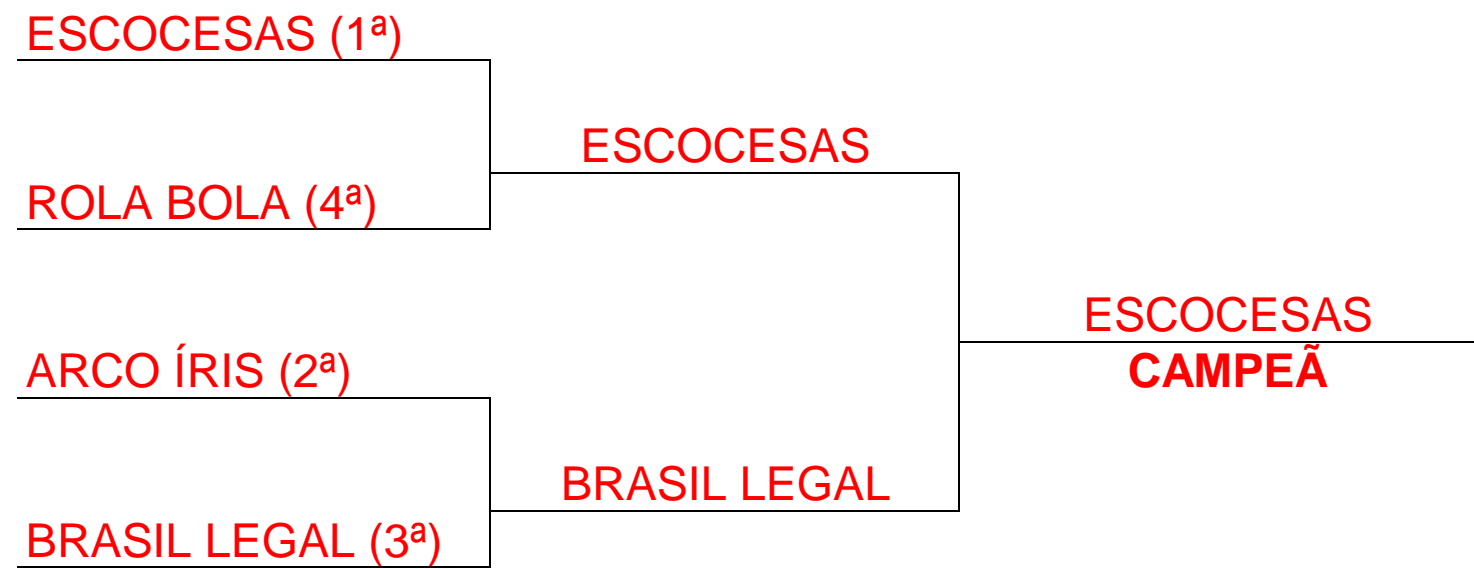 ESCOCESAS (1ª)
ESCOCESAS
ROLA BOLA (4ª)
ESCOCESAS
CAMPEÃ
ARCO ÍRIS (2ª)
BRASIL LEGAL
BRASIL LEGAL (3ª)